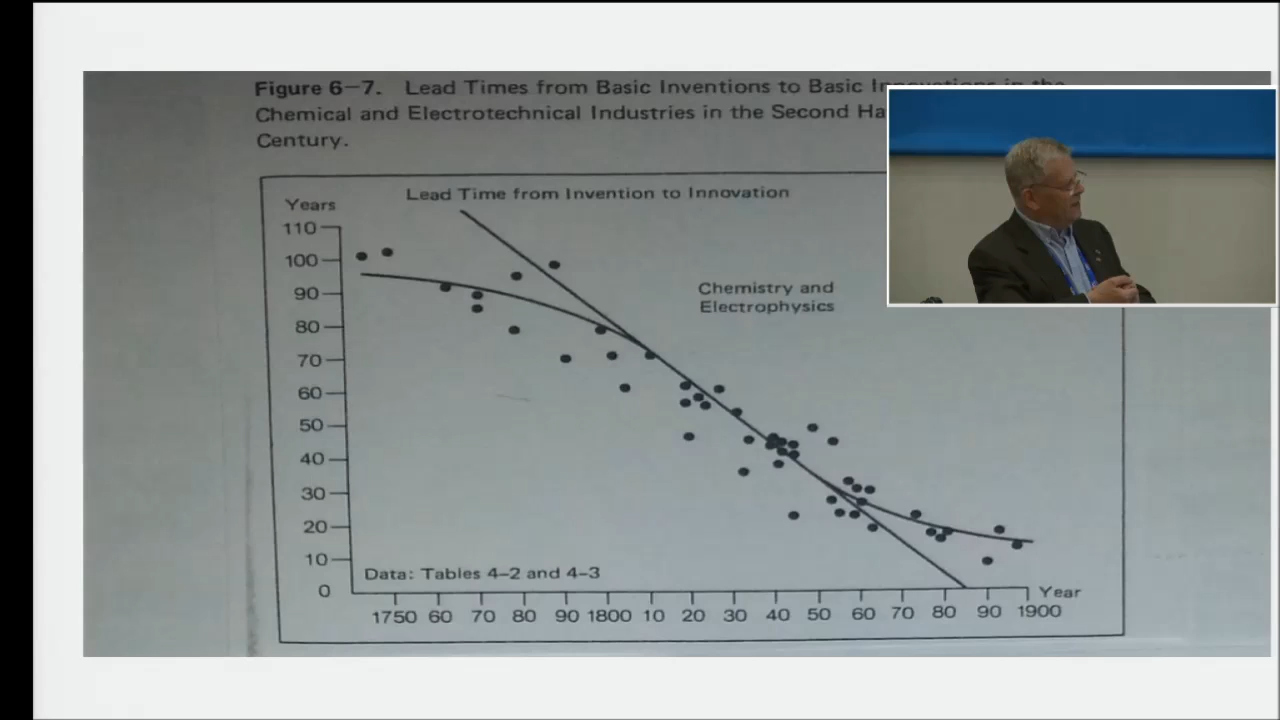 Figure 6-7. Lead Times from Basic Inventions to Basic Innovations in the
Chemical and Electrotechnical Industries in the Second Ha
Century.
Lead Time from Invention to Innovation
Years
110
100
90
80
70
60
50
40
30
20
10
0
Chemistry and
Electrophysics
Data: Tables 4-2 and 4-3
Year
1750 60 70 80 90 1800 10 20 30 40 50 60 70 80 90 1900